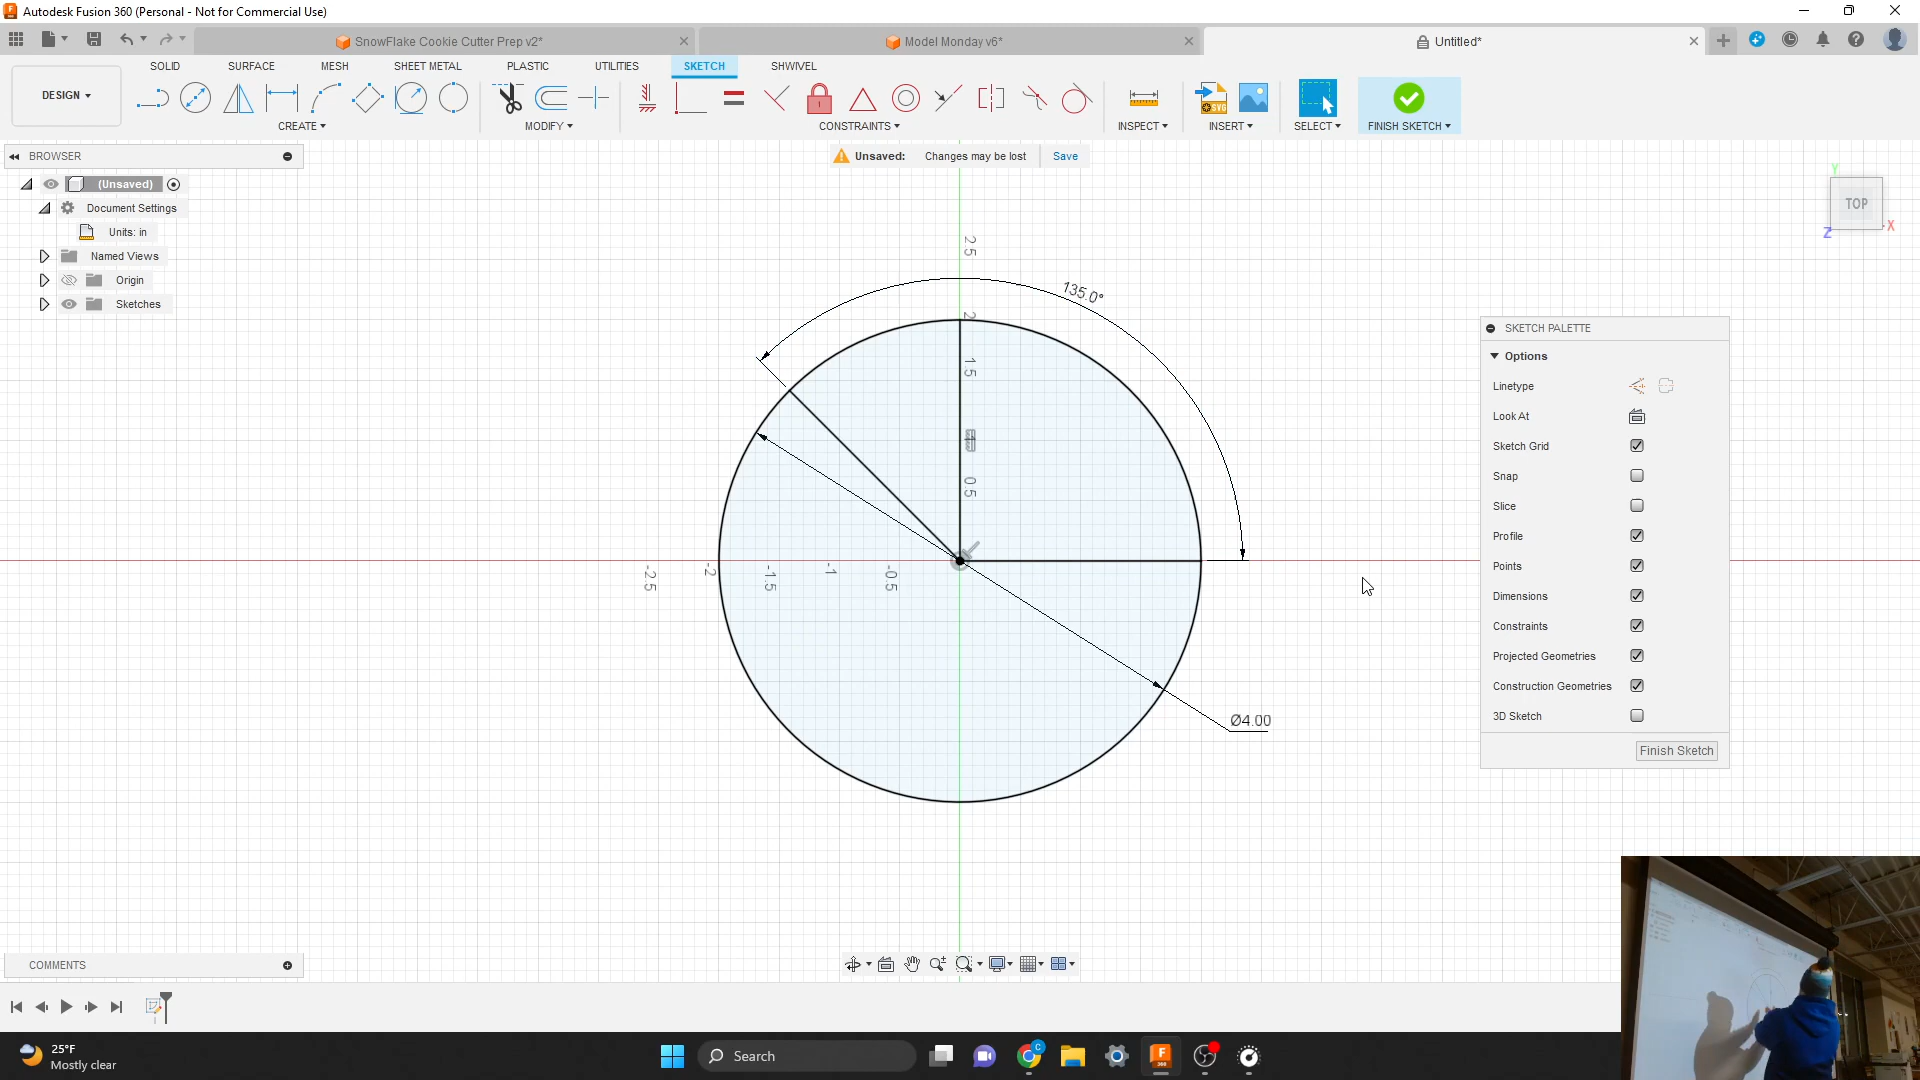 Autodesk Fusion 360 (Personal - Not for Commercial Use)
SnowFlake Cookie Cutter Prep v2*
Model Monday v6*
Untitled*
SOLID
SURFACE
MESH
SHEET METAL
PLASTIC
UTILITIES
SKETCH
SHWIVEL
DESIGN
CREATE
MODIFY
CONSTRAINTS
INSPECT
INSERT
SELECT
FINISH SKETCH
BROWSER
Unsaved: Changes may be lost Save
(Unsaved)
Document Settings
Units: in
Named Views
Origin
Sketches
Y
TOP
X
Z
2.5
135.0°
2
1.5
1
0.5
-2.5
-2
-1.5
-1
-0.5
Ø4.00
SKETCH PALETTE
Options
Linetype
Look At
Sketch Grid
Snap
Slice
Profile
Points
Dimensions
Constraints
Projected Geometries
Construction Geometries
3D Sketch
Finish Sketch
COMMENTS
25°F
Mostly clear
Search